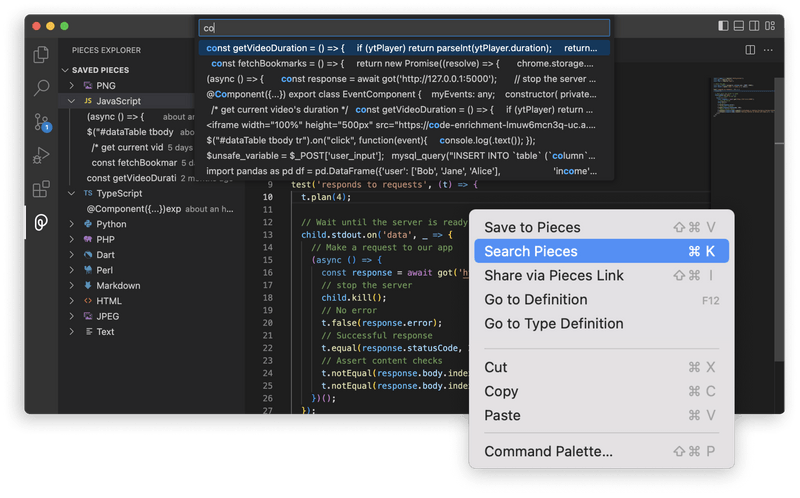 co
PIECES EXPLORER
SAVED PIECES
PNG
JavaScript
(async () => { about an
$("#dataTable tbody about
/* get current vid 5 days
const fetchBookmar 5 days
const getVideoDurati 2 months ago
TypeScript
@Component({...})exp about an h...
Python
PHP
Dart
Perl
Markdown
HTML
JPEG
Text
1
const getVideoDuration = () => { if (ytPlayer) return parseInt(ytPlayer.duration); return...
const fetchBookmarks = () => { return new Promise((resolve) => { chrome.storage....
(async () => { const response = await got('http://127.0.0.1:5000'); // stop the server ...
@Component({...}) export class EventComponent { myEvents: any; constructor( private...
/* get current video's duration */ const getVideoDuration = () => { if (ytPlayer) return ...
<iframe width="100%" height="500px" src="https://code-enrichment-lmuw6mcn3q-uc.a...
$("#dataTable tbody tr").on("click", function(event){ console.log(.text()); });
$unsafe_variable = $_POST['user_input']; mysql_query("INSERT INTO `table` (`column`...
import pandas as pd df = pd.DataFrame({'user': ['Bob', 'Jane', 'Alice'], 'income'...
9 test('responds to requests', (t) => {
10 t.plan(4);
11
12 // Wait until the server is ready
13 child.stdout.on('data', _ => {
14 // Make a request to our app
15 (async () => {
16 const response = await got('h
17 // stop the server
18 child.kill();
19 // No error
20 t.false(response.error);
21 // Successful response
22 t.equal(response.statusCode,
23 // Assert content checks
24 t.notEqual(response.body.inde
25 t.notEqual(response.body.inde
26 })();
27 });
Save to Pieces ⇧ ⌘ V
Search Pieces ⌘ K
Share via Pieces Link ⇧ ⌘ I
Go to Definition F12
Go to Type Definition
Cut ⌘ X
Copy ⌘ C
Paste ⌘ V
Command Palette... ⇧ ⌘ P